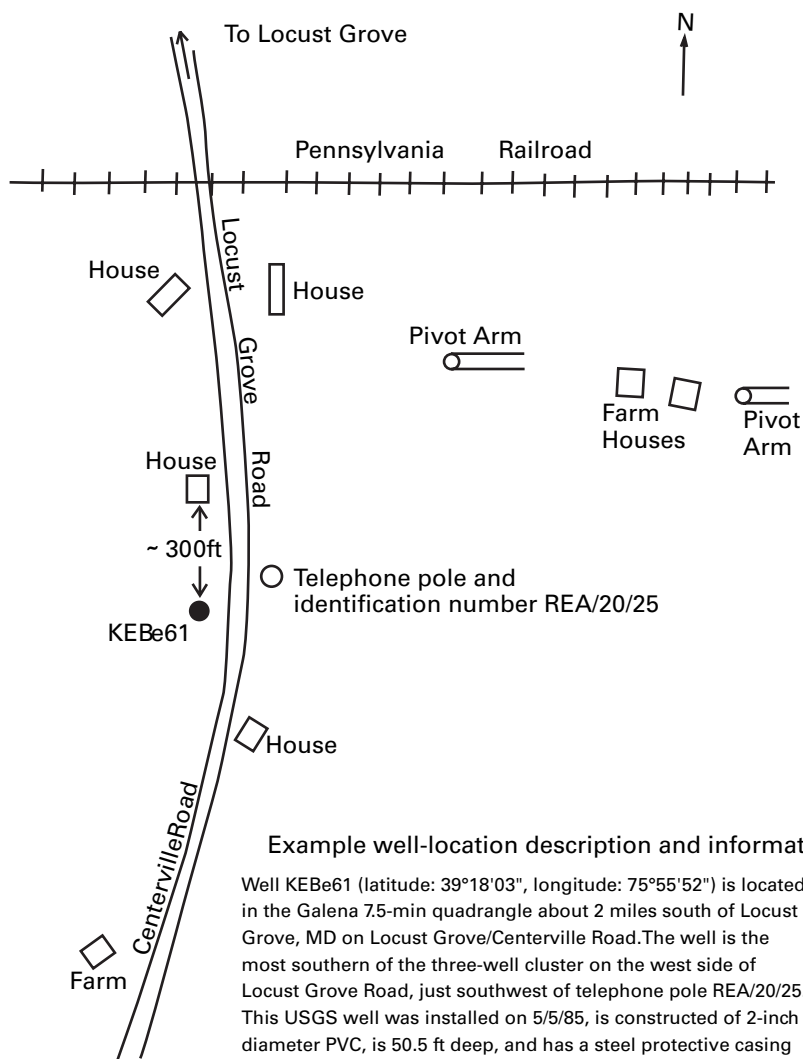 To Locust Grove
N
Pennsylvania Railroad
Locust Grove Road
House
House
Pivot Arm
Farm
Houses
Pivot
Arm
House
~ 300ft
Telephone pole and
identification number REA/20/25
KEBe61
House
CentervilleRoad
Farm
Example well-location description and informat
Well KEBe61 (latitude: 39°18'03", longitude: 75°55'52") is located
in the Galena 7.5-min quadrangle about 2 miles south of Locust
Grove, MD on Locust Grove/Centerville Road.The well is the
most southern of the three-well cluster on the west side of
Locust Grove Road, just southwest of telephone pole REA/20/25
This USGS well was installed on 5/5/85, is constructed of 2-inch
diameter PVC, is 50.5 ft deep, and has a steel protective casing